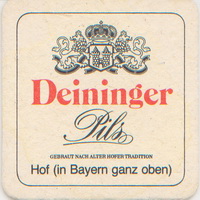 Deininger
Pils
GEBRAUT NACH ALTER HOFER TRADITION
Hof (in Bayern ganz oben)